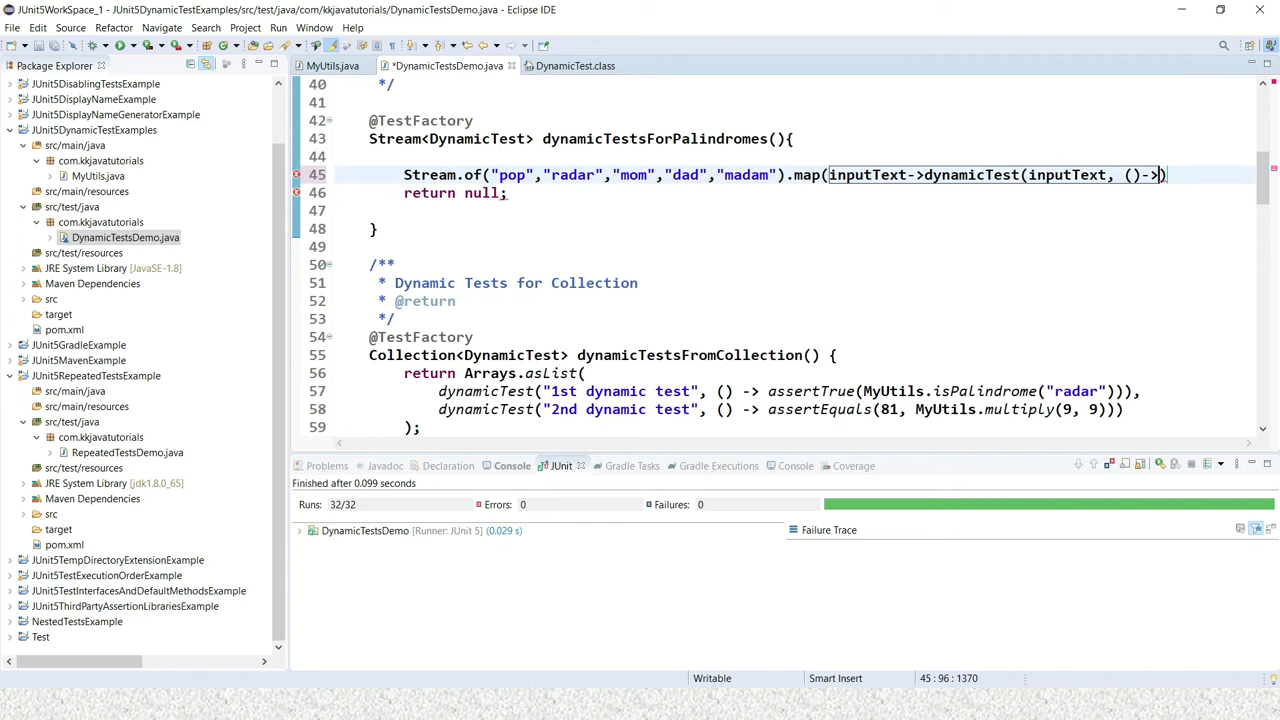 JUnit5WorkSpace_1 - JUnit5DynamicTestExamples/src/test/java/com/kkjavatutorials/DynamicTestsDemo.java - Eclipse IDE
File Edit Source Refactor Navigate Search Project Run Window Help
Package Explorer
MyUtils.java
*DynamicTestsDemo.java
DynamicTest.class
JUnit5DisablingTestsExample
JUnit5DisplayNameExample
JUnit5DisplayNameGeneratorExample
JUnit5DynamicTestExamples
src/main/java
com.kkjavatutorials
MyUtils.java
src/main/resources
src/test/java
com.kkjavatutorials
DynamicTestsDemo.java
src/test/resources
JRE System Library [JavaSE-1.8]
Maven Dependencies
src
target
pom.xml
JUnit5GradleExample
JUnit5MavenExample
JUnit5RepeatedTestsExample
src/main/java
src/main/resources
src/test/java
com.kkjavatutorials
RepeatedTestsDemo.java
src/test/resources
JRE System Library [jdk1.8.0_65]
Maven Dependencies
src
target
pom.xml
JUnit5TempDirectoryExtensionExample
JUnit5TestExecutionOrderExample
JUnit5TestInterfacesAndDefaultMethodsExample
JUnit5ThirdPartyAssertionLibrariesExample
NestedTestsExample
Test
40 */
41
42 @TestFactory
43 Stream<DynamicTest> dynamicTestsForPalindromes(){
44
45 Stream.of("pop","radar","mom","dad","madam").map(inputText->dynamicTest(inputText, ()->)
46 return null;
47
48 }
49
50 /**
51 * Dynamic Tests for Collection
52 * @return
53 */
54 @TestFactory
55 Collection<DynamicTest> dynamicTestsFromCollection() {
56 return Arrays.asList(
57 dynamicTest("1st dynamic test", () -> assertTrue(MyUtils.isPalindrome("radar"))),
58 dynamicTest("2nd dynamic test", () -> assertEquals(81, MyUtils.multiply(9, 9)))
59 );
Problems Javadoc Declaration Console JUnit Gradle Tasks Gradle Executions Console Coverage
Finished after 0.099 seconds
Runs: 32/32 Errors: 0 Failures: 0
DynamicTestsDemo [Runner: JUnit 5] (0.029 s)
Failure Trace
Writable Smart Insert 45 : 96 : 1370